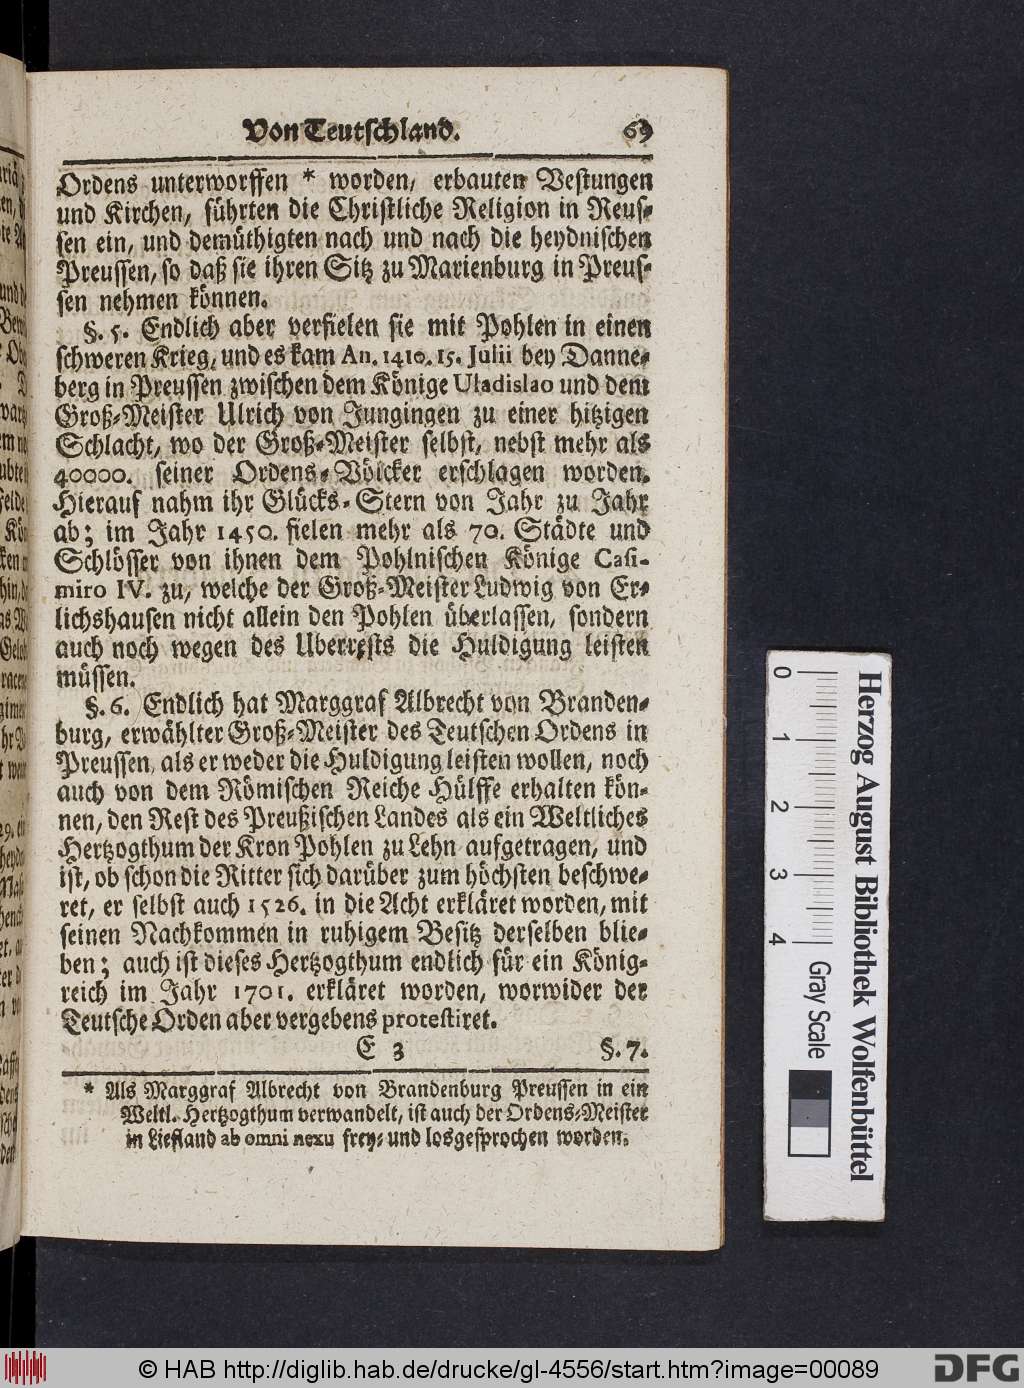 Von Teutschland. 69
Ordens unterworffen * worden, erbauten Vestungen
und Kirchen, führten die Christliche Religion in Reus-
sen ein, und demüthigten nach und nach die heydnischen
Preussen, so daß sie ihren Sitz zu Marienburg in Preus-
sen nehmen können.
§. 5. Endlich aber verfielen sie mit Pohlen in einen
schweren Krieg, und es kam An. 1410. 15. Julii bey Danne-
berg in Preussen zwischen dem Könige Uladislao und dem
Groß-Meister Ulrich von Jungingen zu einer hitzigen
Schlacht, wo der Groß-Meister selbst, nebst mehr als
40000. seiner Ordens-Völcker erschlagen worden.
Hierauf nahm ihr Glücks-Stern von Jahr zu Jahr
ab; im Jahr 1450. fielen mehr als 70. Städte und
Schlösser von ihnen dem Pohlnischen Könige Casi-
miro IV. zu, welche der Groß-Meister Ludwig von Er-
lichshausen nicht allein den Pohlen überlassen, sondern
auch noch wegen des Uberrests die Huldigung leisten
müssen.
§. 6. Endlich hat Marggraf Albrecht von Branden-
burg, erwählter Groß-Meister des Teutschen Ordens in
Preussen, als er weder die Huldigung leisten wollen, noch
auch von dem Römischen Reiche Hülffe erhalten kön-
nen, den Rest des Preußischen Landes als ein Weltliches
Hertzogthum der Kron Pohlen zu Lehn aufgetragen, und
ist, ob schon die Ritter sich darüber zum höchsten beschwe-
ret, er selbst auch 1526. in die Acht erkläret worden, mit
seinen Nachkommen in ruhigem Besitz derselben blie-
ben; auch ist dieses Hertzogthum endlich für ein König-
reich im Jahr 1701. erkläret worden, worwider der
Teutsche Orden aber vergebens protestiret.
E 3 §. 7.
* Als Marggraf Albrecht von Brandenburg Preussen in ein
Weltl. Hertzogthum verwandelt, ist auch der Ordens-Meister
in Liefland ab omni nexu frey- und losgesprochen worden.
0 1 2 3 4
Herzog August Bibliothek Wolfenbüttel
Gray Scale
© HAB http://diglib.hab.de/drucke/gl-4556/start.htm?image=00089
DFG